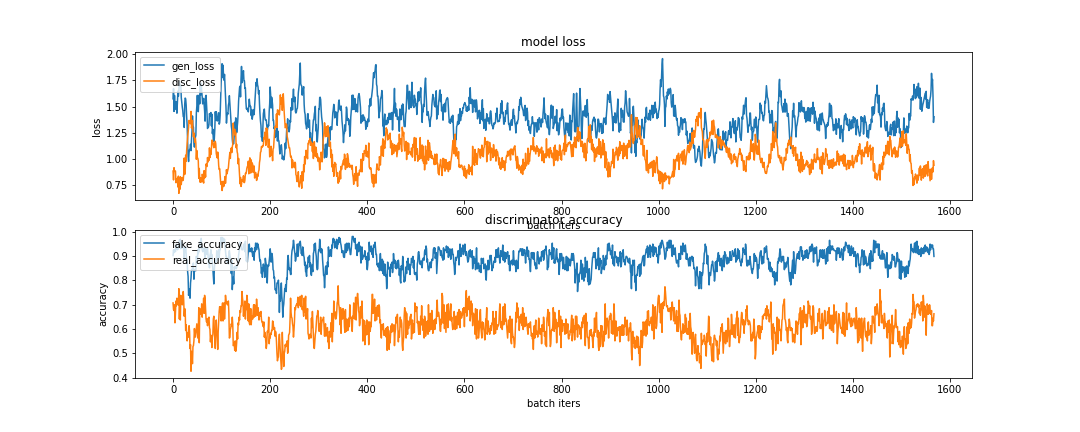 model loss
2.00
1.75
1.50
1.25
1.00
0.75
loss
gen_loss
disc_loss
0 200 400 600 800 1000 1200 1400 1600
batch iters
discriminator accuracy
1.0
0.9
0.8
0.7
0.6
0.5
0.4
accuracy
fake_accuracy
real_accuracy
0 200 400 600 800 1000 1200 1400 1600
batch iters